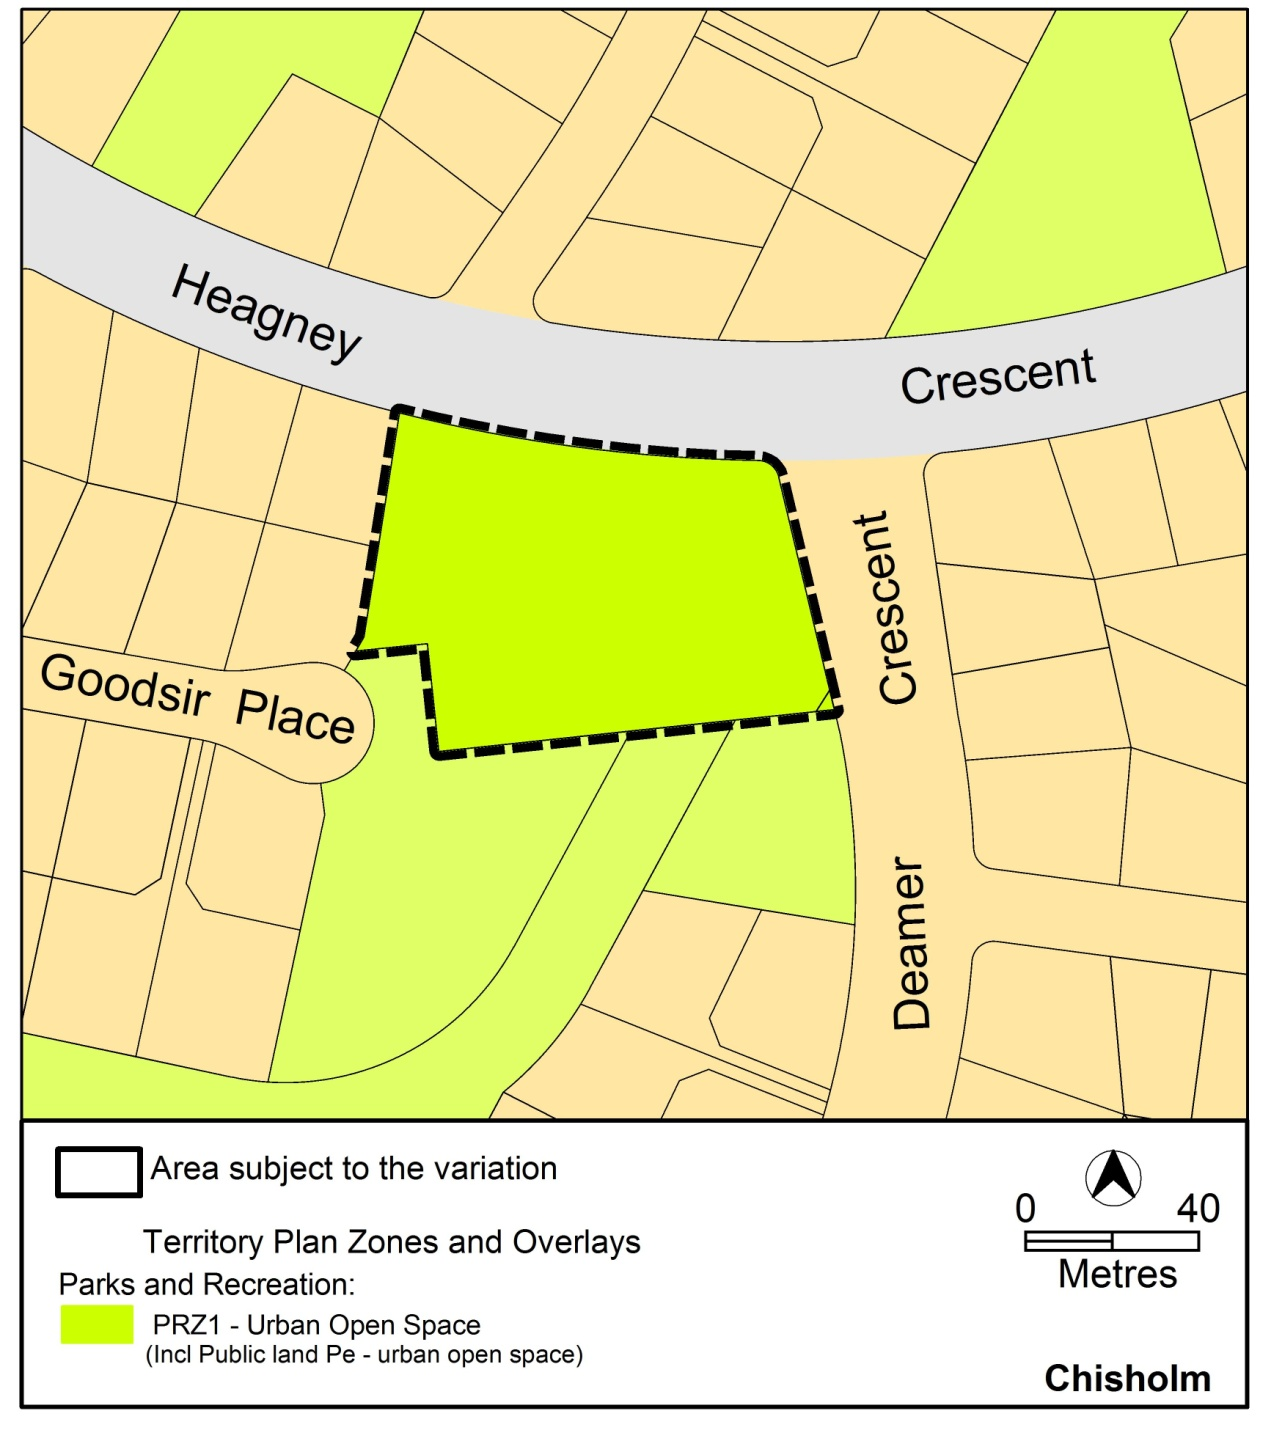 Heagney
Crescent
Crescent
Deamer
Goodsir Place
Area subject to the variation
Territory Plan Zones and Overlays
Parks and Recreation:
PRZ1 - Urban Open Space
(Incl Public land Pe - urban open space)
0 40
Metres
Chisholm